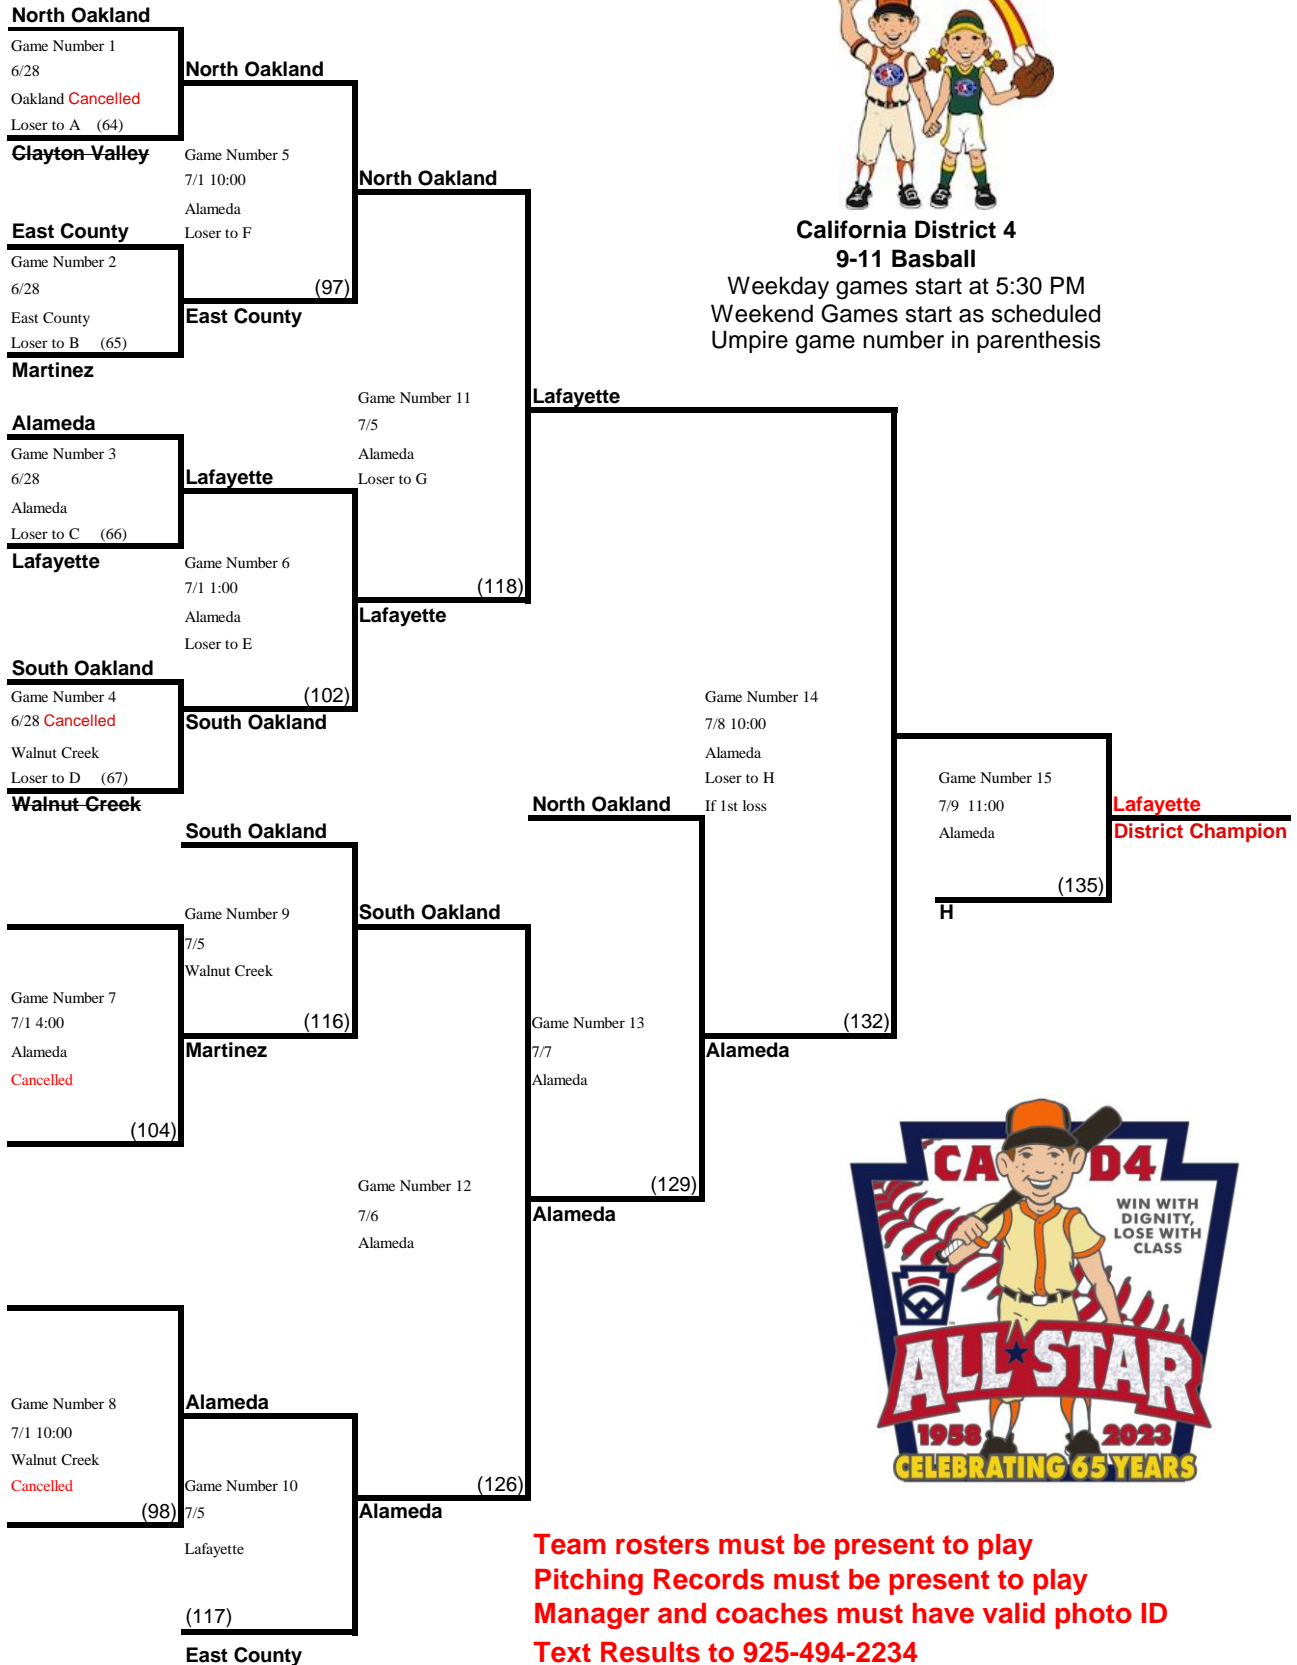 North Oakland
Game Number 1
6/28
Oakland Cancelled
Loser to A (64)
Clayton Valley
North Oakland
Game Number 5
7/1 10:00
Alameda
Loser to F
(97)
East County
East County
Game Number 2
6/28
East County
Loser to B (65)
Martinez
North Oakland
California District 4
9-11 Basball
Weekday games start at 5:30 PM
Weekend Games start as scheduled
Umpire game number in parenthesis
Alameda
Game Number 3
6/28
Alameda
Loser to C (66)
Lafayette
Lafayette
Game Number 11
7/5
Alameda
Loser to G
(118)
Lafayette
Game Number 6
7/1 1:00
Alameda
Loser to E
(102)
Lafayette
South Oakland
South Oakland
Game Number 4
6/28 Cancelled
Walnut Creek
Loser to D (67)
Walnut Creek
Game Number 14
7/8 10:00
Alameda
Loser to H
If 1st loss
(132)
Game Number 15
7/9 11:00
Alameda
(135)
H
Lafayette
District Champion
North Oakland
South Oakland
Game Number 9
7/5
Walnut Creek
(116)
Martinez
South Oakland
Game Number 7
7/1 4:00
Alameda
Cancelled
(104)
Game Number 13
7/7
Alameda
(129)
Alameda
Game Number 12
7/6
Alameda
(126)
Alameda
Game Number 8
7/1 10:00
Walnut Creek
Cancelled
(98)
Alameda
Game Number 10
7/5
Lafayette
(117)
East County
Alameda
CA D4
WIN WITH
DIGNITY,
LOSE WITH
CLASS
ALL STAR
1958 2023
CELEBRATING 65 YEARS
Team rosters must be present to play
Pitching Records must be present to play
Manager and coaches must have valid photo ID
Text Results to 925-494-2234